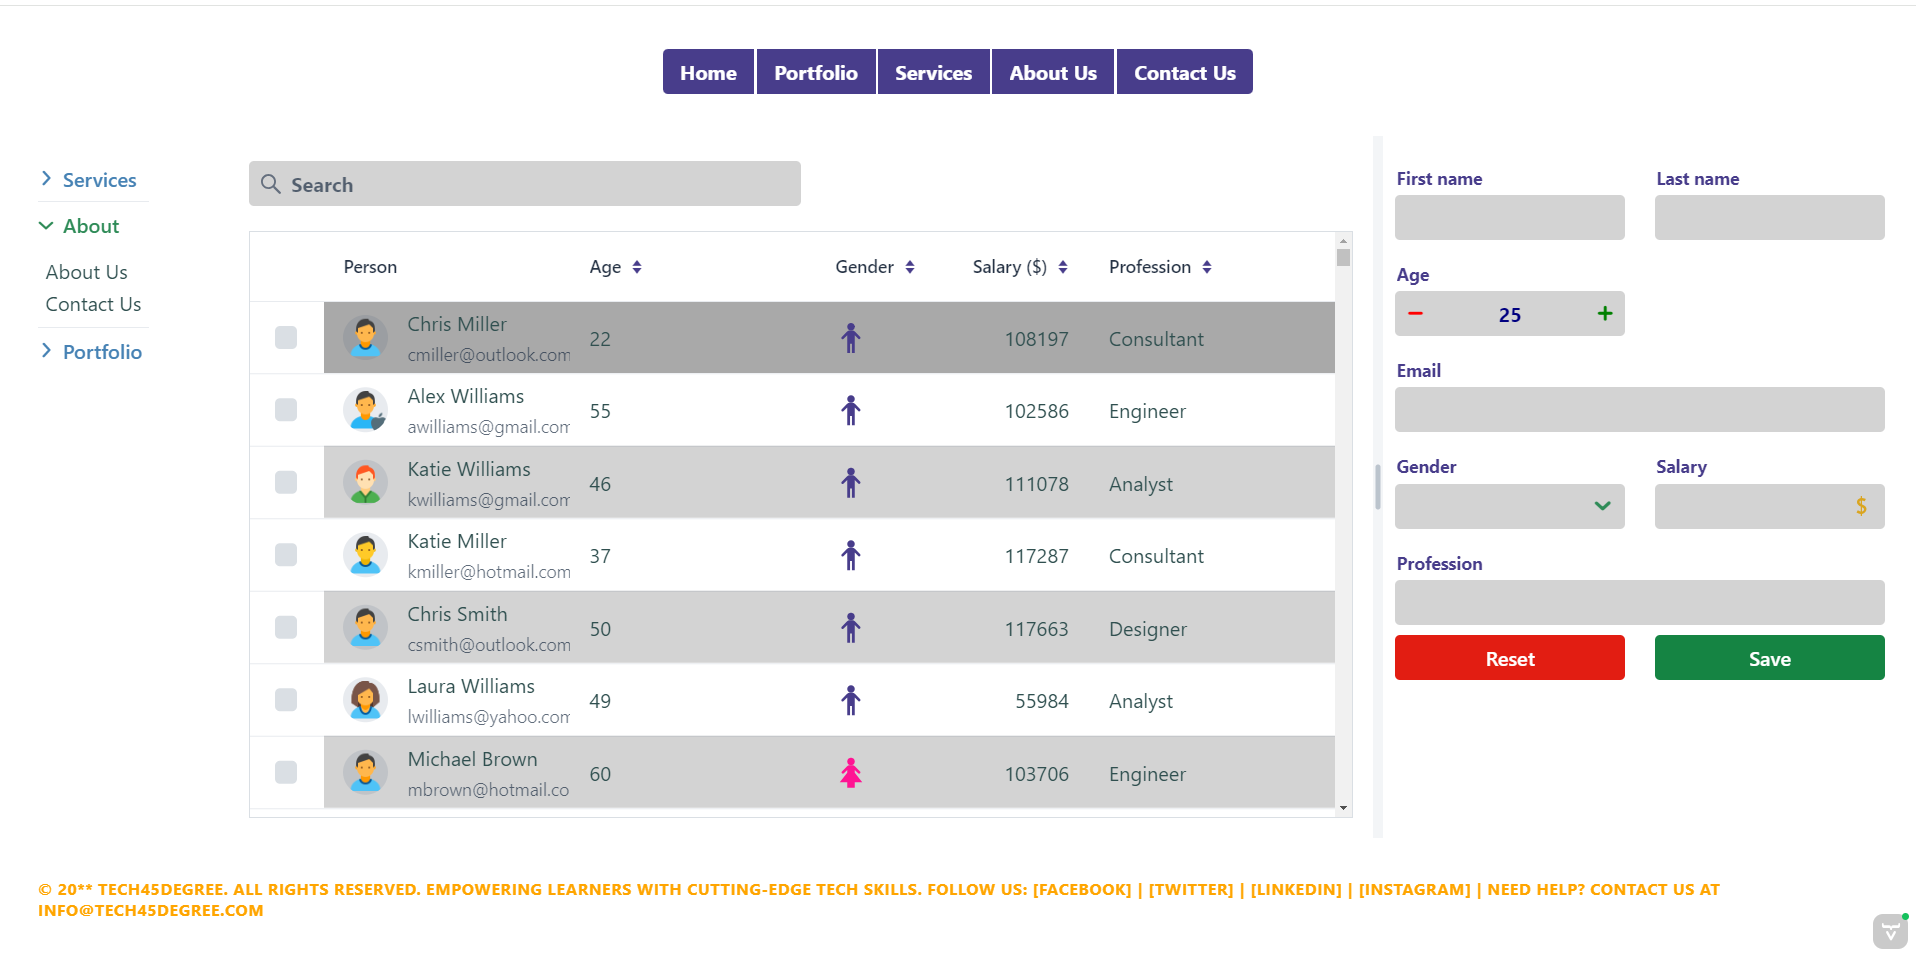 Home Portfolio Services About Us Contact Us
Services
About
About Us
Contact Us
Portfolio
Search
Person Age Gender Salary ($) Profession
Chris Miller
cmiller@outlook.com
22 108197 Consultant
Alex Williams
awilliams@gmail.com
55 102586 Engineer
Katie Williams
kwilliams@gmail.com
46 111078 Analyst
Katie Miller
kmiller@hotmail.com
37 117287 Consultant
Chris Smith
csmith@outlook.com
50 117663 Designer
Laura Williams
lwilliams@yahoo.com
49 55984 Analyst
Michael Brown
mbrown@hotmail.co
60 103706 Engineer
First name Last name
Age
25
Email
Gender Salary
$
Profession
Reset Save
© 20** TECH45DEGREE. ALL RIGHTS RESERVED. EMPOWERING LEARNERS WITH CUTTING-EDGE TECH SKILLS. FOLLOW US: [FACEBOOK] | [TWITTER] | [LINKEDIN] | [INSTAGRAM] | NEED HELP? CONTACT US AT
INFO@TECH45DEGREE.COM